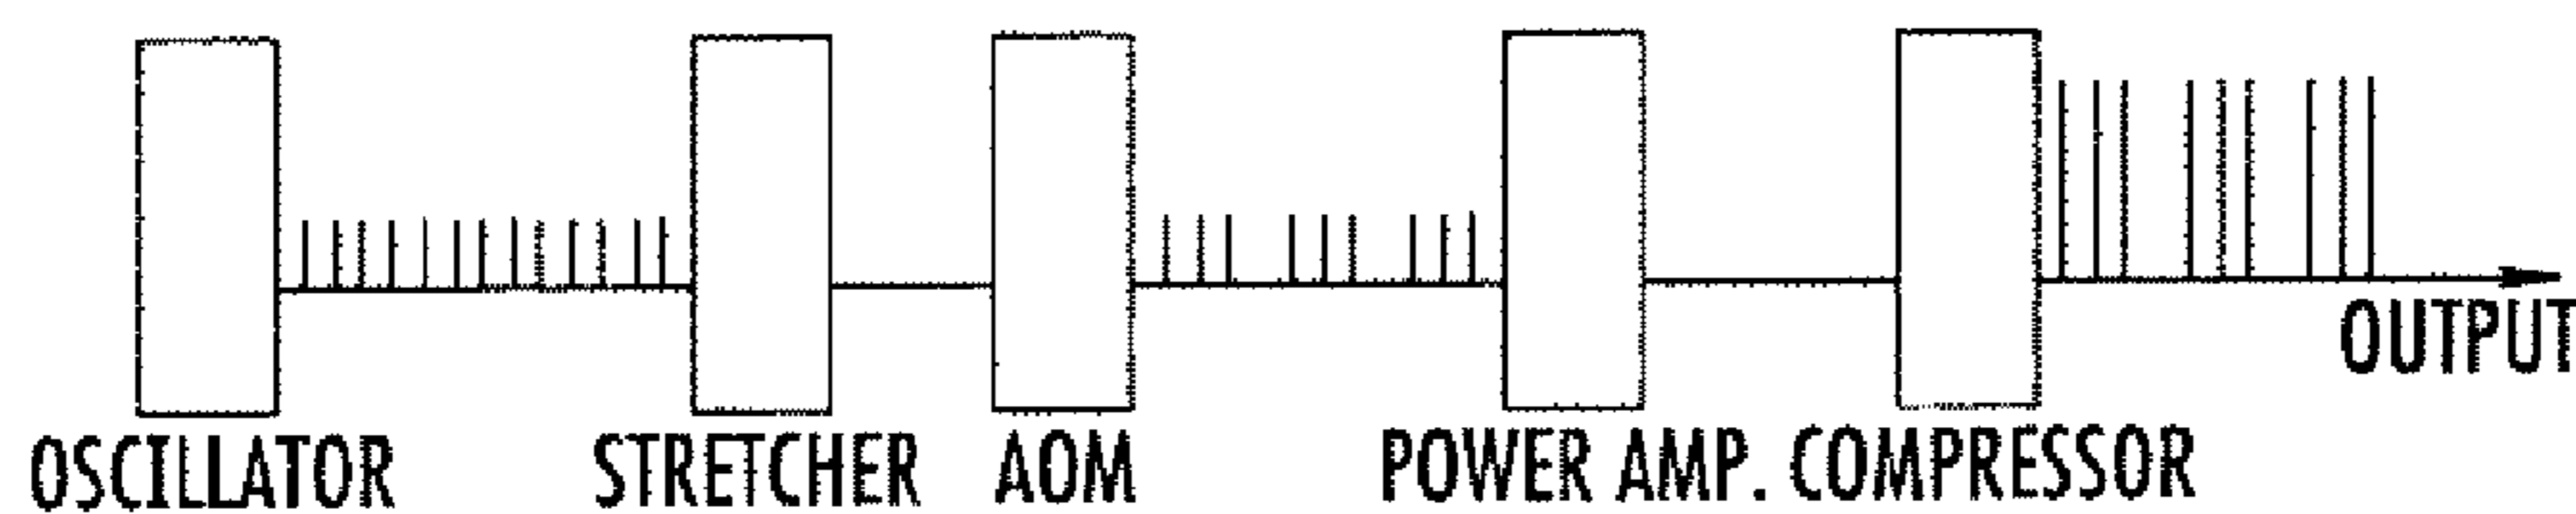 OSCILLATOR
STRETCHER
AOM
POWER AMP.
COMPRESSOR
OUTPUT